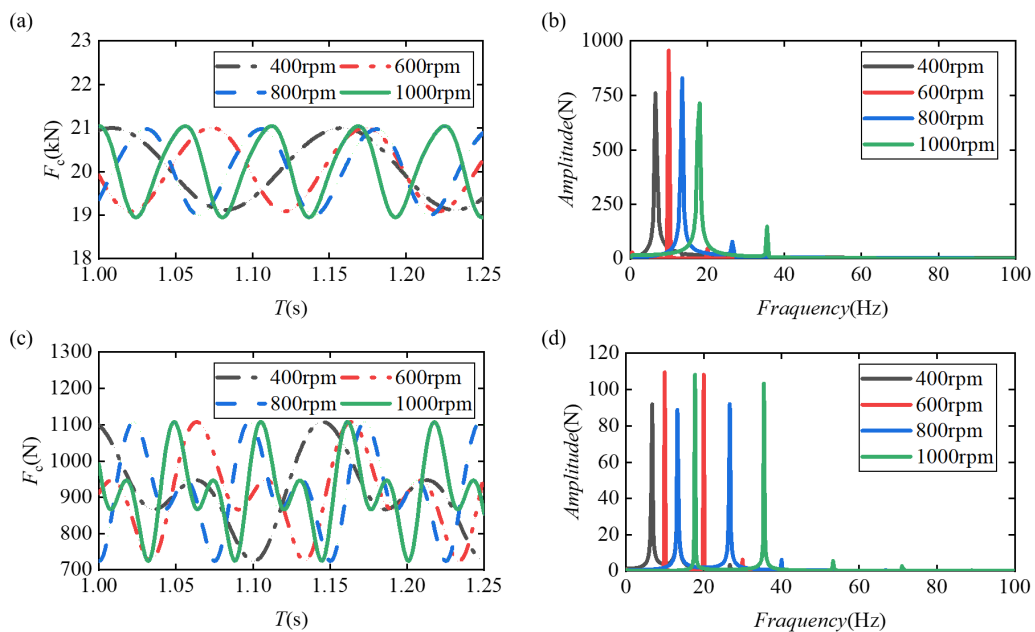 (a)
23
22
21
20
19
18
F_c(kN)
400rpm 600rpm
800rpm 1000rpm
1.00 1.05 1.10 1.15 1.20 1.25
T(s)
(b)
1000
750
500
250
0
Amplitude(N)
400rpm
600rpm
800rpm
1000rpm
0 20 40 60 80 100
Fraquency(Hz)
(c)
1300
1200
1100
1000
900
800
700
F_c(N)
400rpm 600rpm
800rpm 1000rpm
1.00 1.05 1.10 1.15 1.20 1.25
T(s)
(d)
120
100
80
60
40
20
0
Amplitude(N)
400rpm
600rpm
800rpm
1000rpm
0 20 40 60 80 100
Fraquency(Hz)